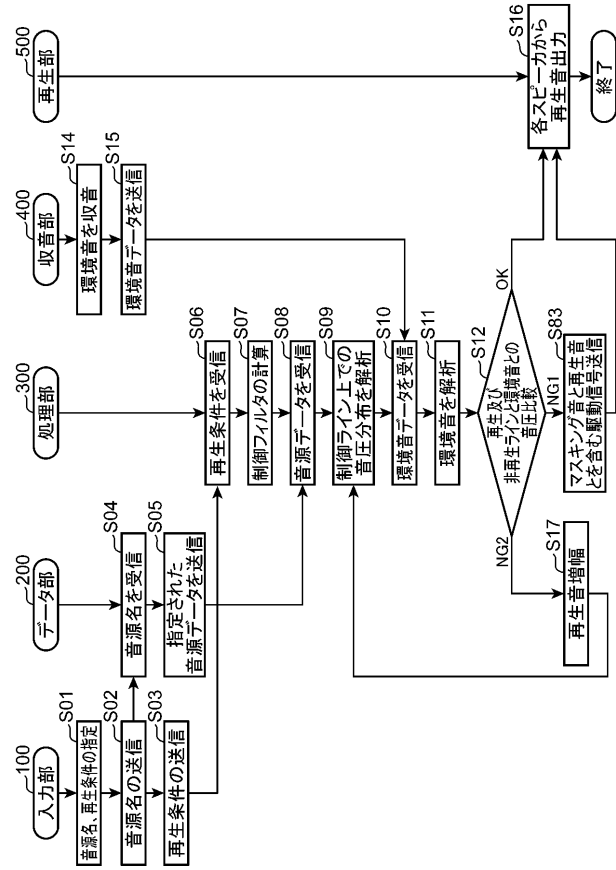 100
入力部
S01
音源名、再生条件の指定
S02
音源名の送信
S03
再生条件の送信
200
データ部
S04
音源名を受信
S05
指定された
音源データを送信
300
処理部
S06
再生条件を受信
S07
制御フィルタの計算
S08
音源データを受信
S09
制御ライン上での
音圧分布を解析
S10
環境音データを受信
S11
環境音を解析
S12
再生及び
非再生ラインと環境音との
音圧比較
OK
NG1
NG2
S83
マスキング音と再生音
とを含む駆動信号送信
S17
再生音増幅
400
収音部
S14
環境音を収音
S15
環境音データを送信
500
再生部
S16
各スピーカから
再生音出力
終了